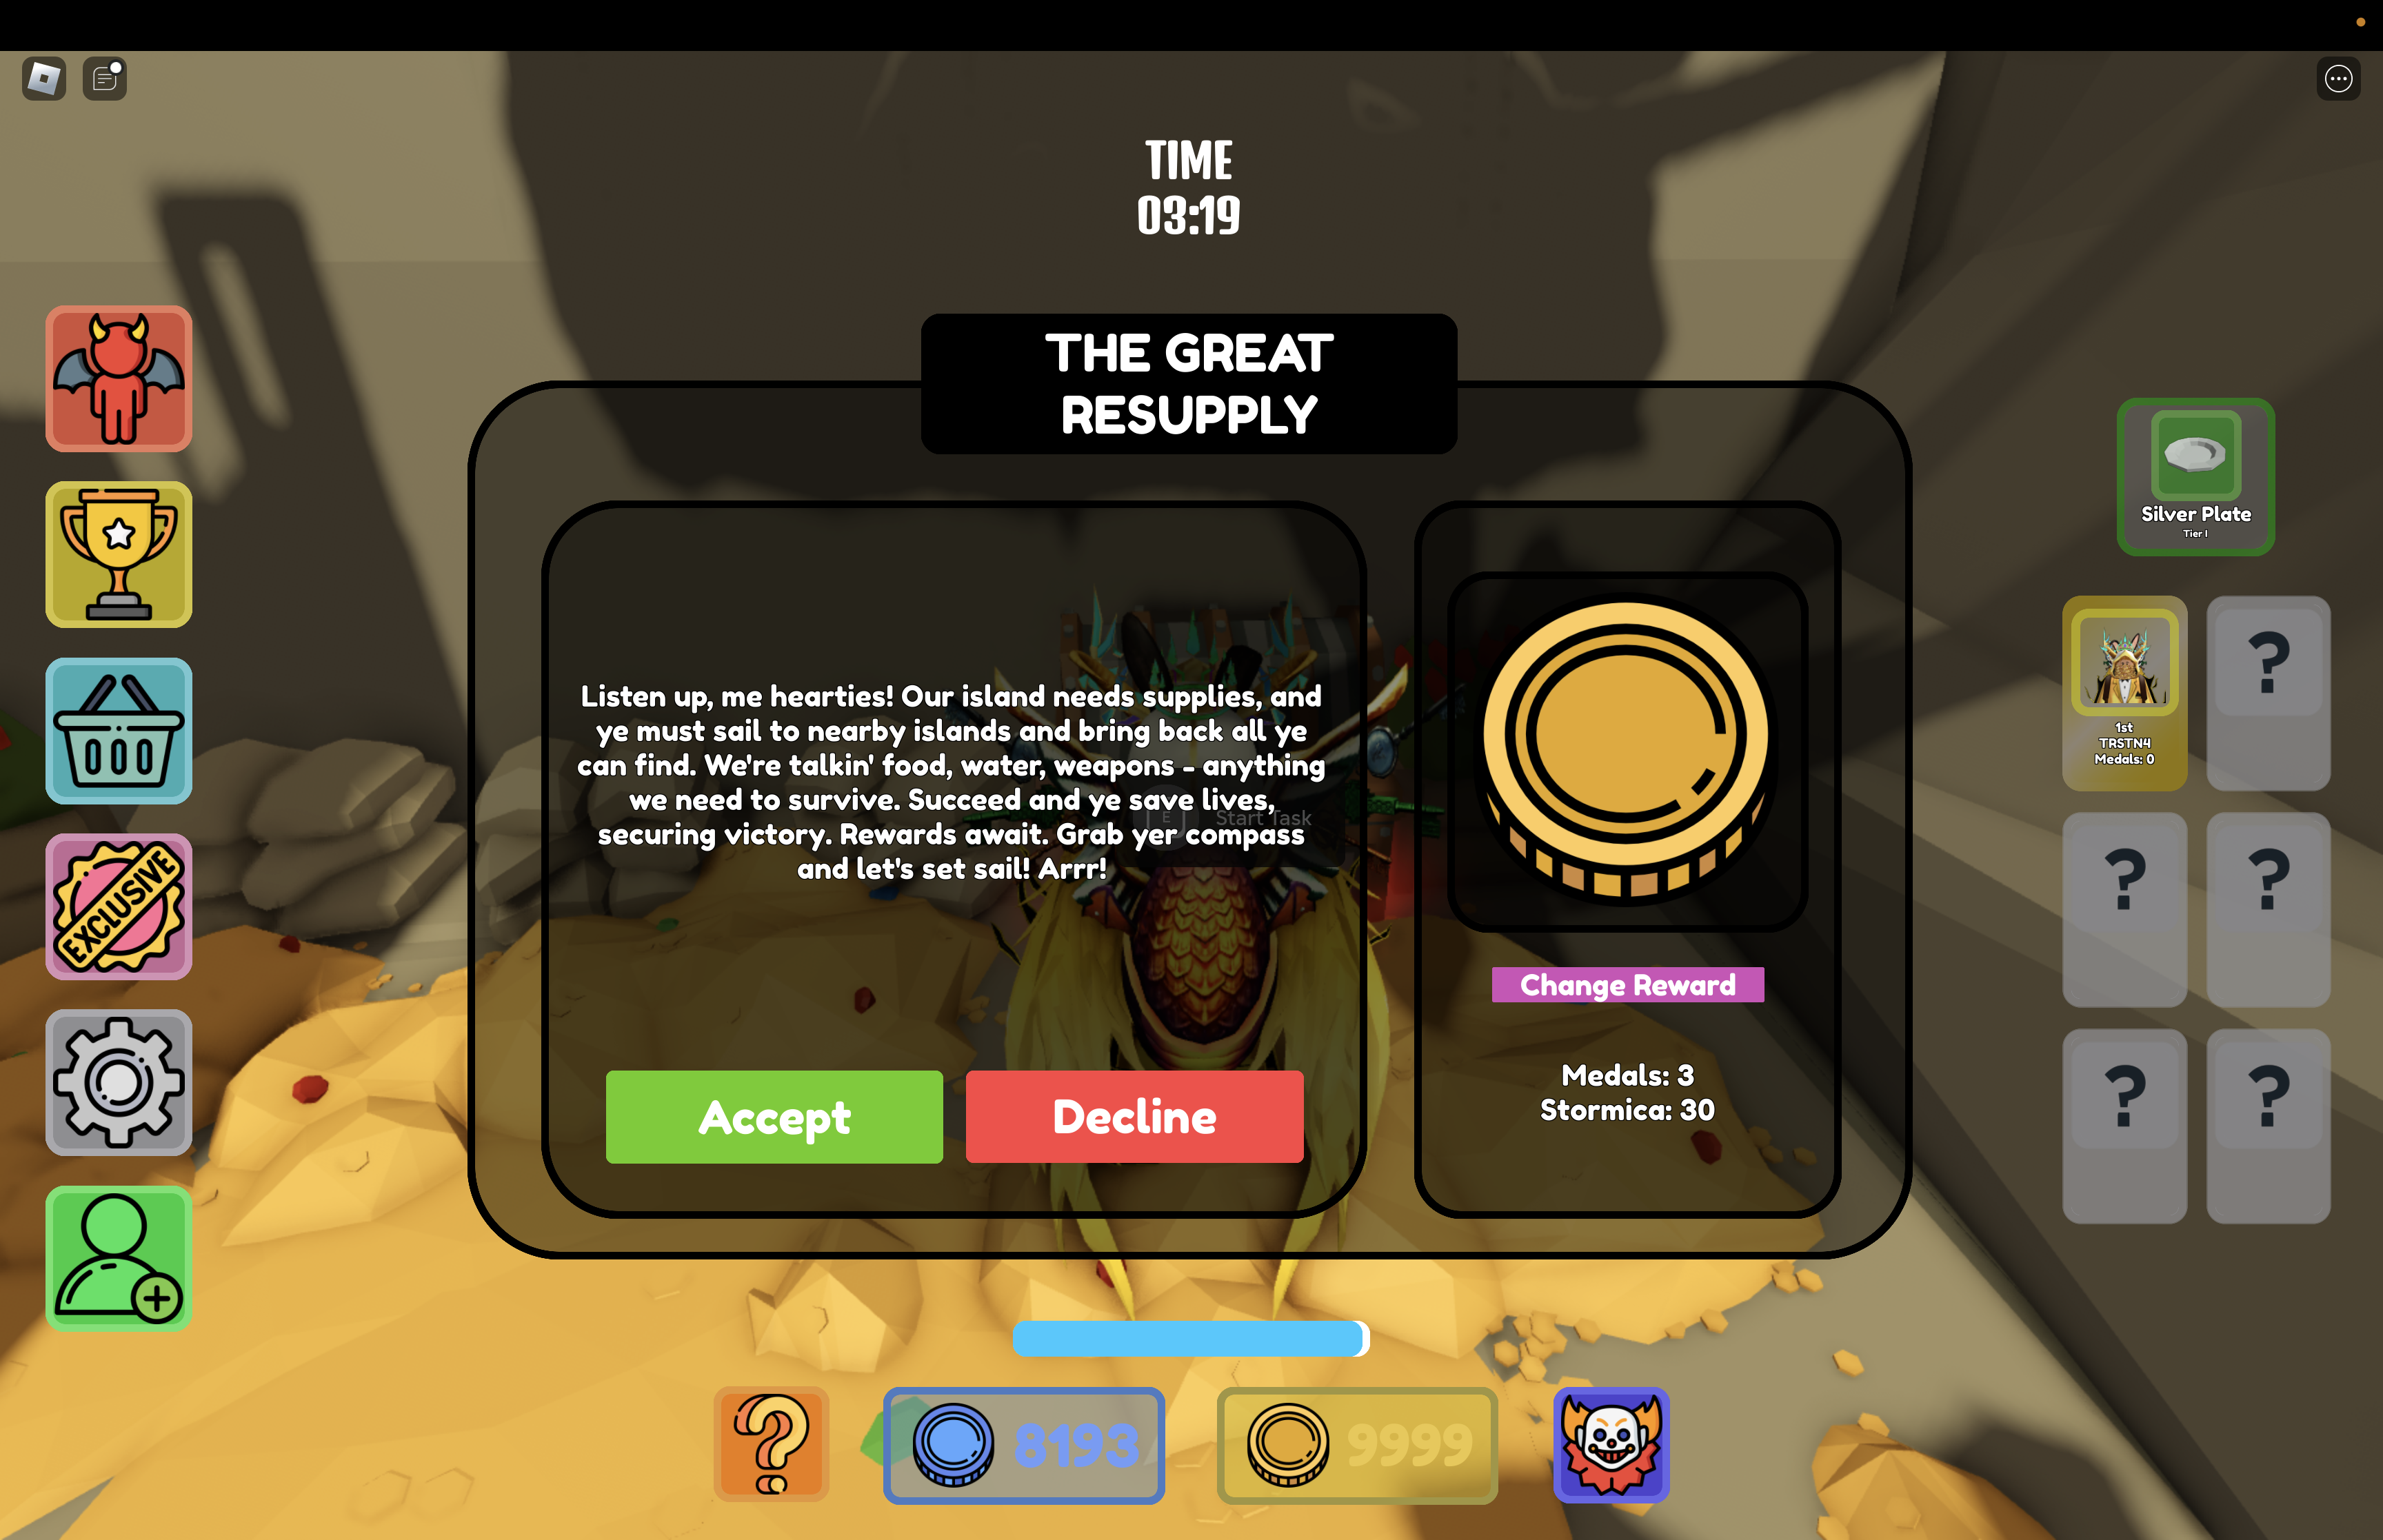 TIME
03:19
THE GREAT
RESUPPLY
Listen up, me hearties! Our island needs supplies, and
ye must sail to nearby islands and bring back all ye
can find. We're talkin' food, water, weapons - anything
we need to survive. Succeed and ye save lives,
securing victory. Rewards await. Grab yer compass
and let's set sail! Arrr!
E
Start Task
Accept
Decline
Change Reward
Medals: 3
Stormica: 30
EXCLUSIVE
Silver Plate
Tier I
1st
TRSTN4
Medals: 0
?
?
?
?
?
8193
9999